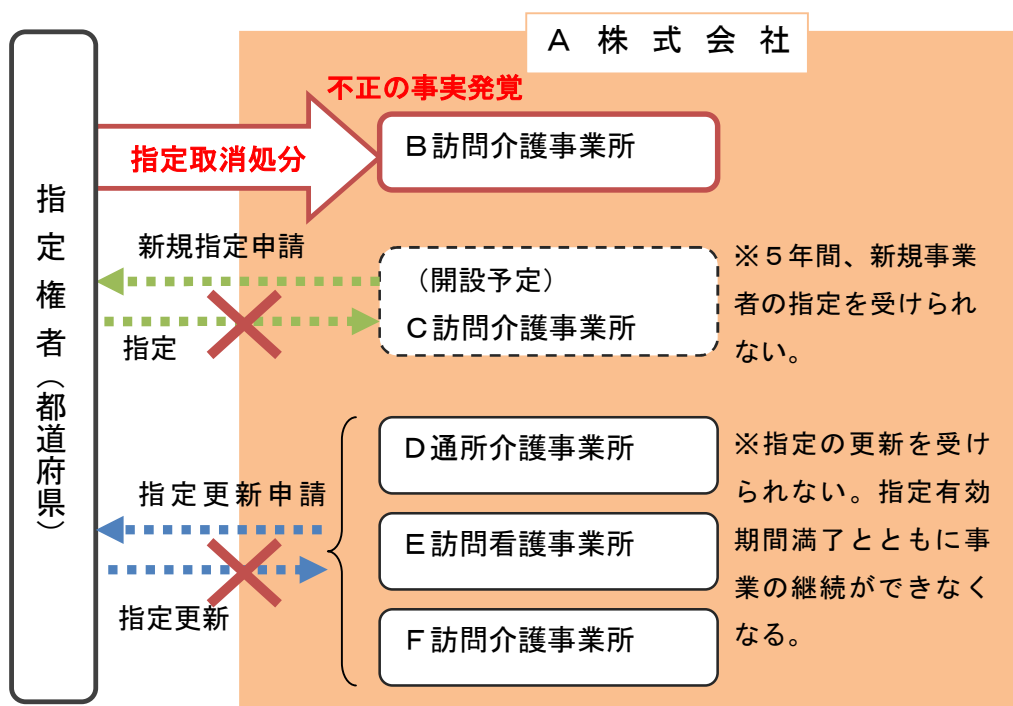 A株式会社
不正の事実発覚
指定取消処分
B訪問介護事業所
指定権者(都道府県)
新規指定申請
指定
(開設予定)
C訪問介護事業所
※5年間、新規事業
者の指定を受けられ
ない。
指定更新申請
指定更新
D通所介護事業所
E訪問看護事業所
F訪問介護事業所
※指定の更新を受け
られない。指定有効
期間満了とともに事
業の継続ができなく
なる。